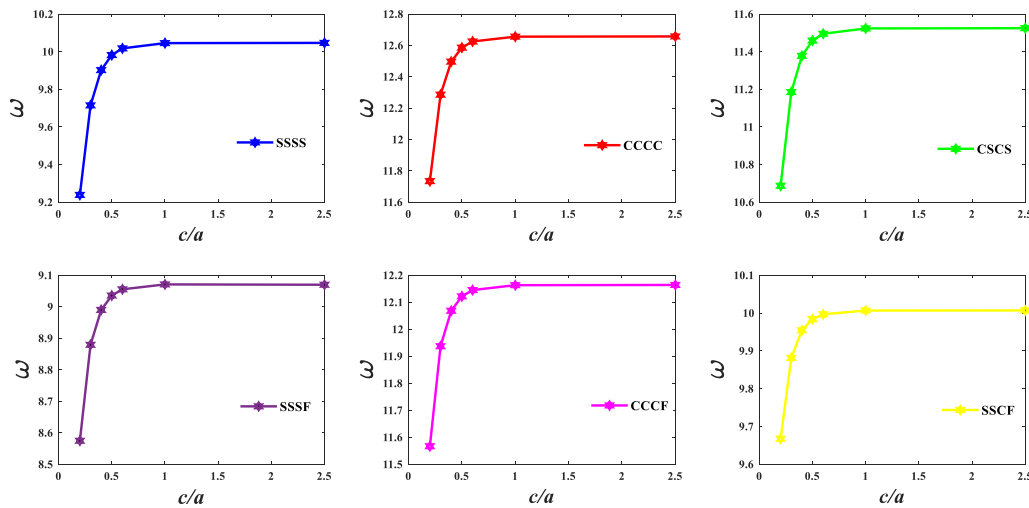 10.2
10
9.8
9.6
9.4
9.2
ω
0 0.5 1 1.5 2 2.5
c/a
SSSS
12.8
12.6
12.4
12.2
12
11.8
11.6
ω
0 0.5 1 1.5 2 2.5
c/a
CCCC
11.6
11.4
11.2
11
10.8
10.6
ω
0 0.5 1 1.5 2 2.5
c/a
CSCS
9.1
9
8.9
8.8
8.7
8.6
8.5
ω
0 0.5 1 1.5 2 2.5
c/a
SSSF
12.2
12.1
12
11.9
11.8
11.7
11.6
11.5
ω
0 0.5 1 1.5 2 2.5
c/a
CCCF
10.1
10
9.9
9.8
9.7
9.6
ω
0 0.5 1 1.5 2 2.5
c/a
SSCF